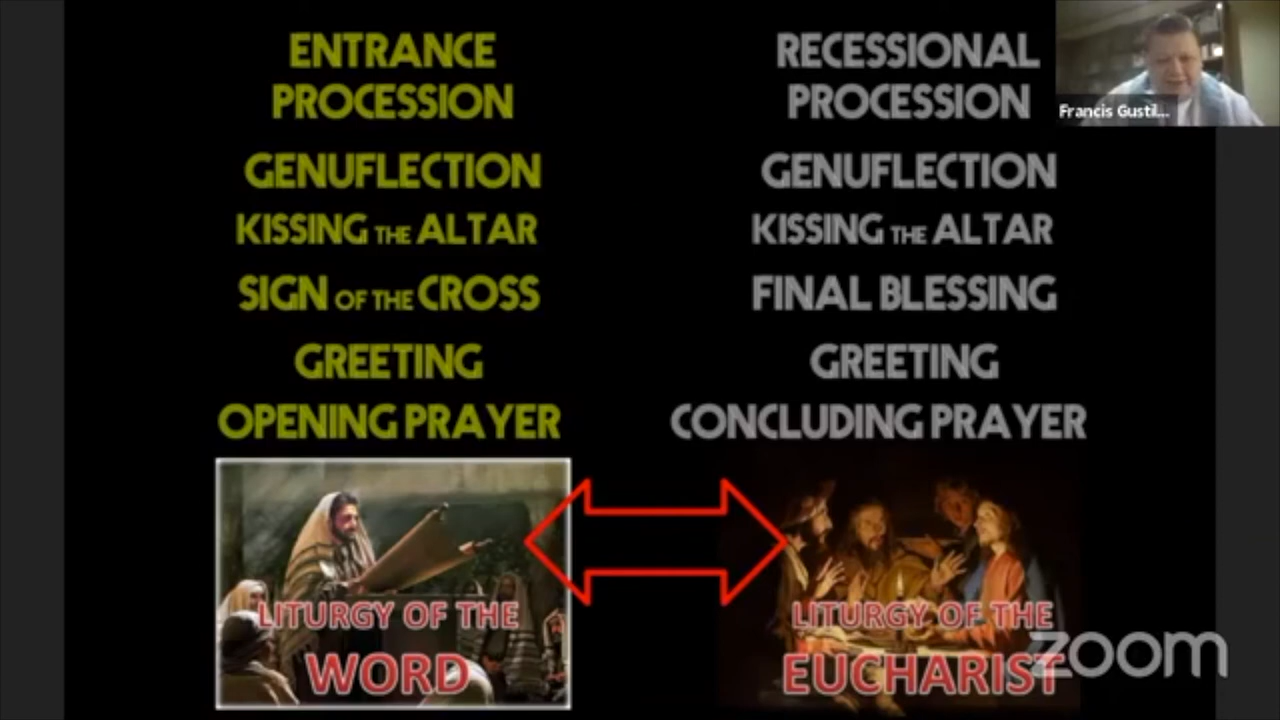 ENTRANCE
PROCESSION
GENUFLECTION
KISSING THE ALTAR
SIGN OF THE CROSS
GREETING
OPENING PRAYER
LITURGY OF THE
WORD
RECESSIONAL
PROCESSION
GENUFLECTION
KISSING THE ALTAR
FINAL BLESSING
GREETING
CONCLUDING PRAYER
LITURGY OF THE
EUCHARIST
Francis Gustil...
zoom